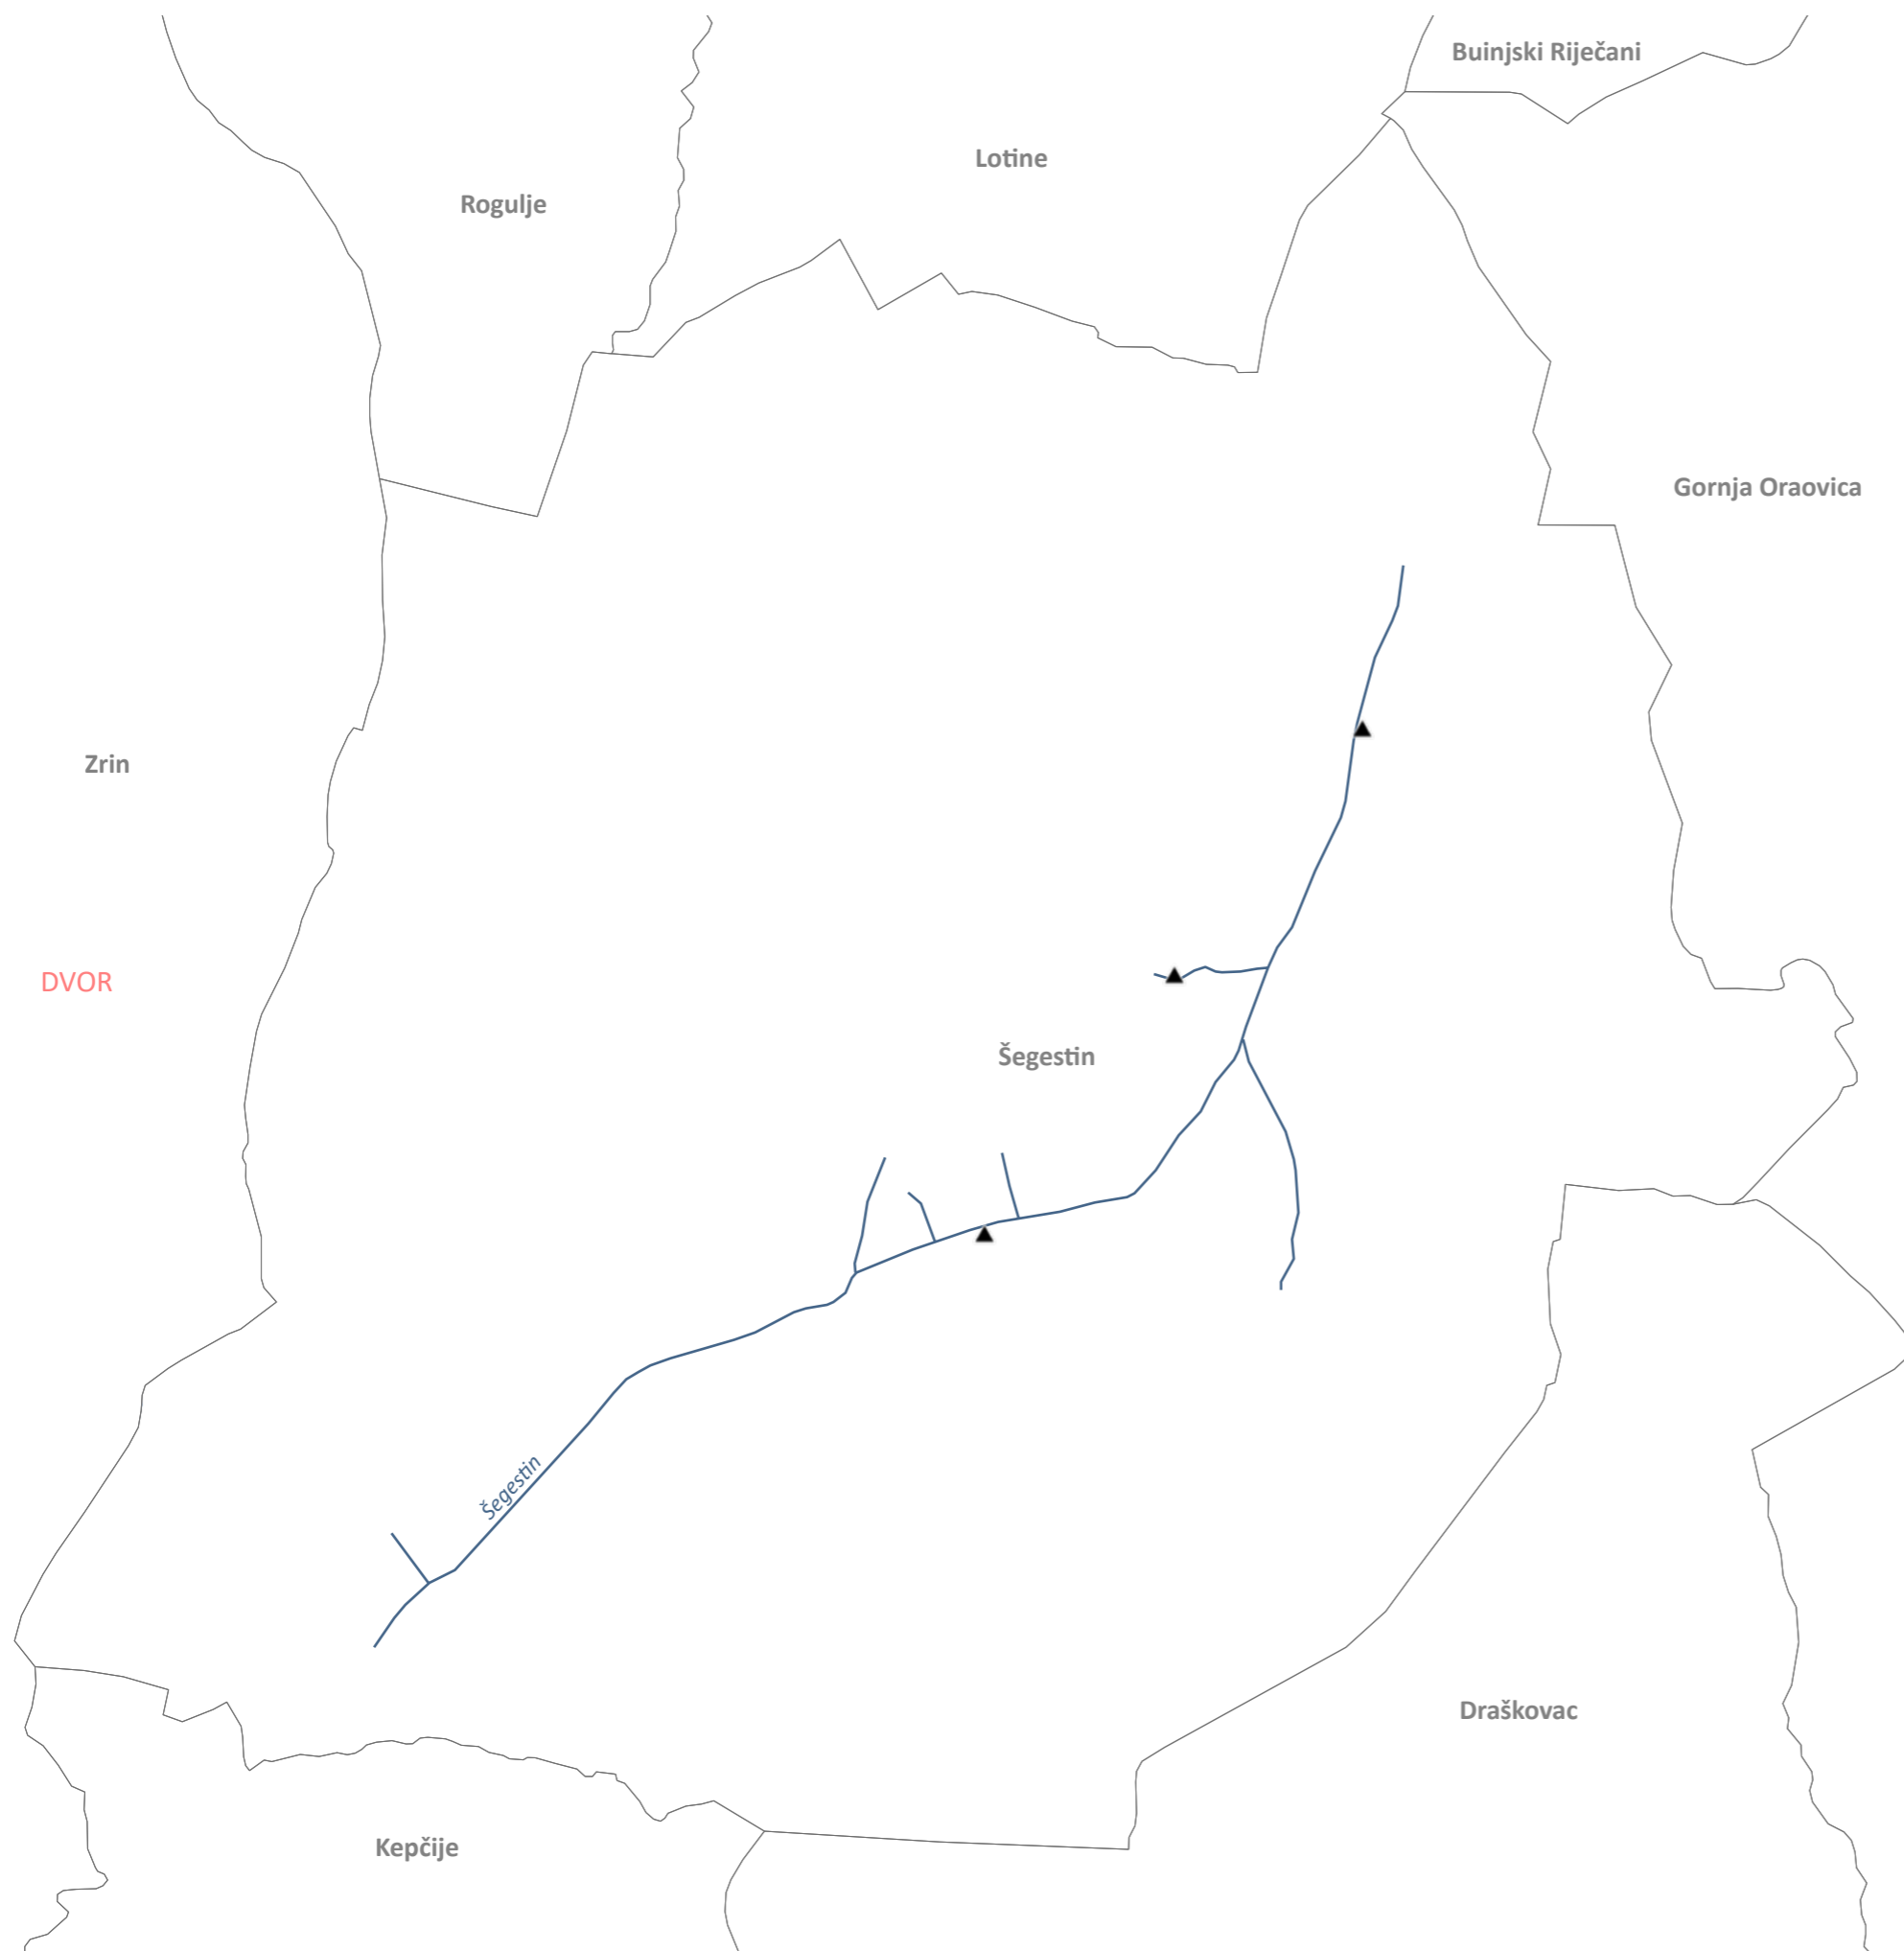 Buinjski Riječani
Lotine
Rogulje
Gornja Oraovica
Zrin
DVOR
Šegestin
Šegestin
Draškovac
Kepčije